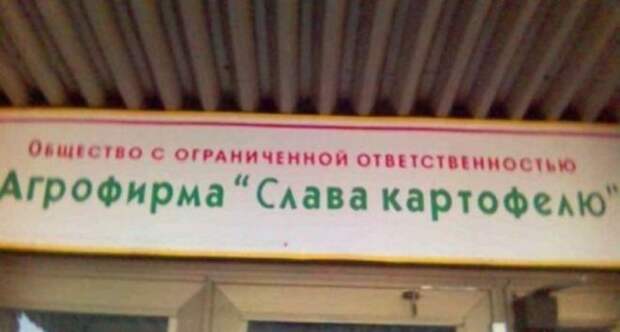 Общество с ограниченной ответственностью
Агрофирма "Слава картофелю"